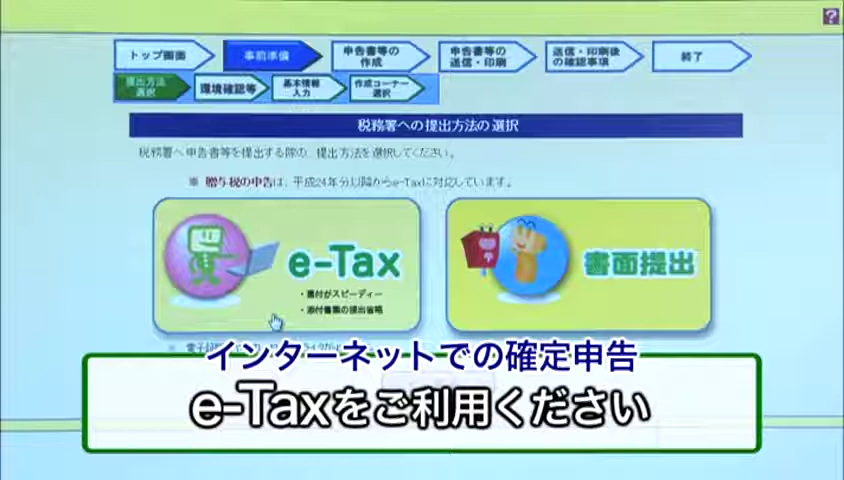 ?
トップ画面
事前準備
申告書等の
作成
申告書等の
送信・印刷
送信・印刷後
の確認事項
終了
提出方法
選択
環境確認等
基本情報
入力
作成コーナー
選択
税務署への提出方法の選択
税務署へ申告書等を提出する際の、提出方法を選択してください。
※ 贈与税の申告は、平成24年分以降からe-Taxに対応しています。
e-Tax
・還付がスピーディー
・添付書類の提出省略
書面提出
インターネットでの確定申告
e-Taxをご利用ください